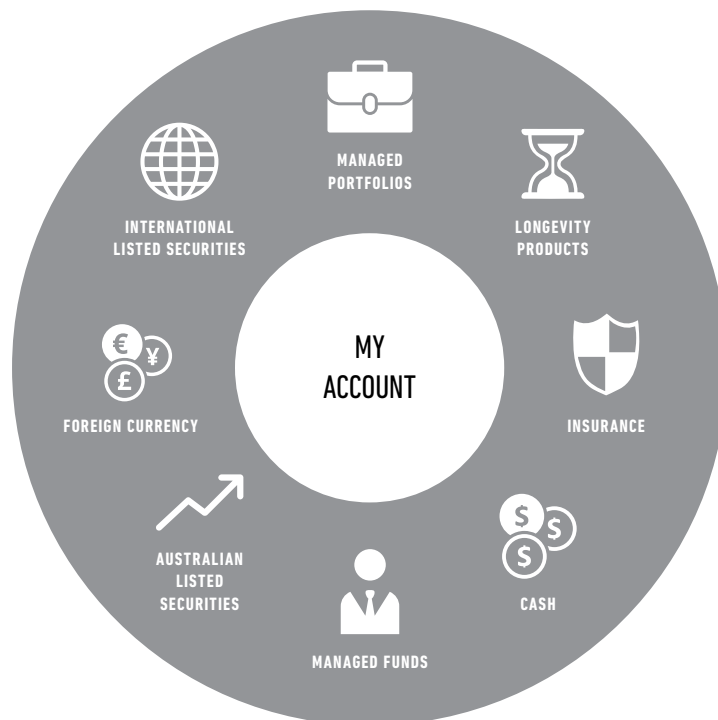 MANAGED
PORTFOLIOS
LONGEVITY
PRODUCTS
INSURANCE
$
$
$
CASH
MANAGED FUNDS
AUSTRALIAN
LISTED
SECURITIES
€
¥
£
FOREIGN CURRENCY
INTERNATIONAL
LISTED SECURITIES
MY
ACCOUNT